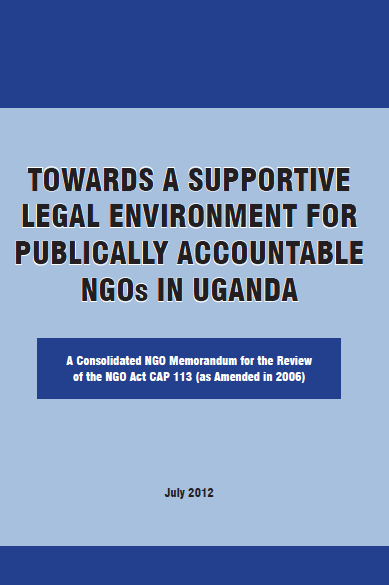 TOWARDS A SUPPORTIVE
LEGAL ENVIRONMENT FOR
PUBLICALLY ACCOUNTABLE
NGOs IN UGANDA
A Consolidated NGO Memorandum for the Review
of the NGO Act CAP 113 (as Amended in 2006)
July 2012